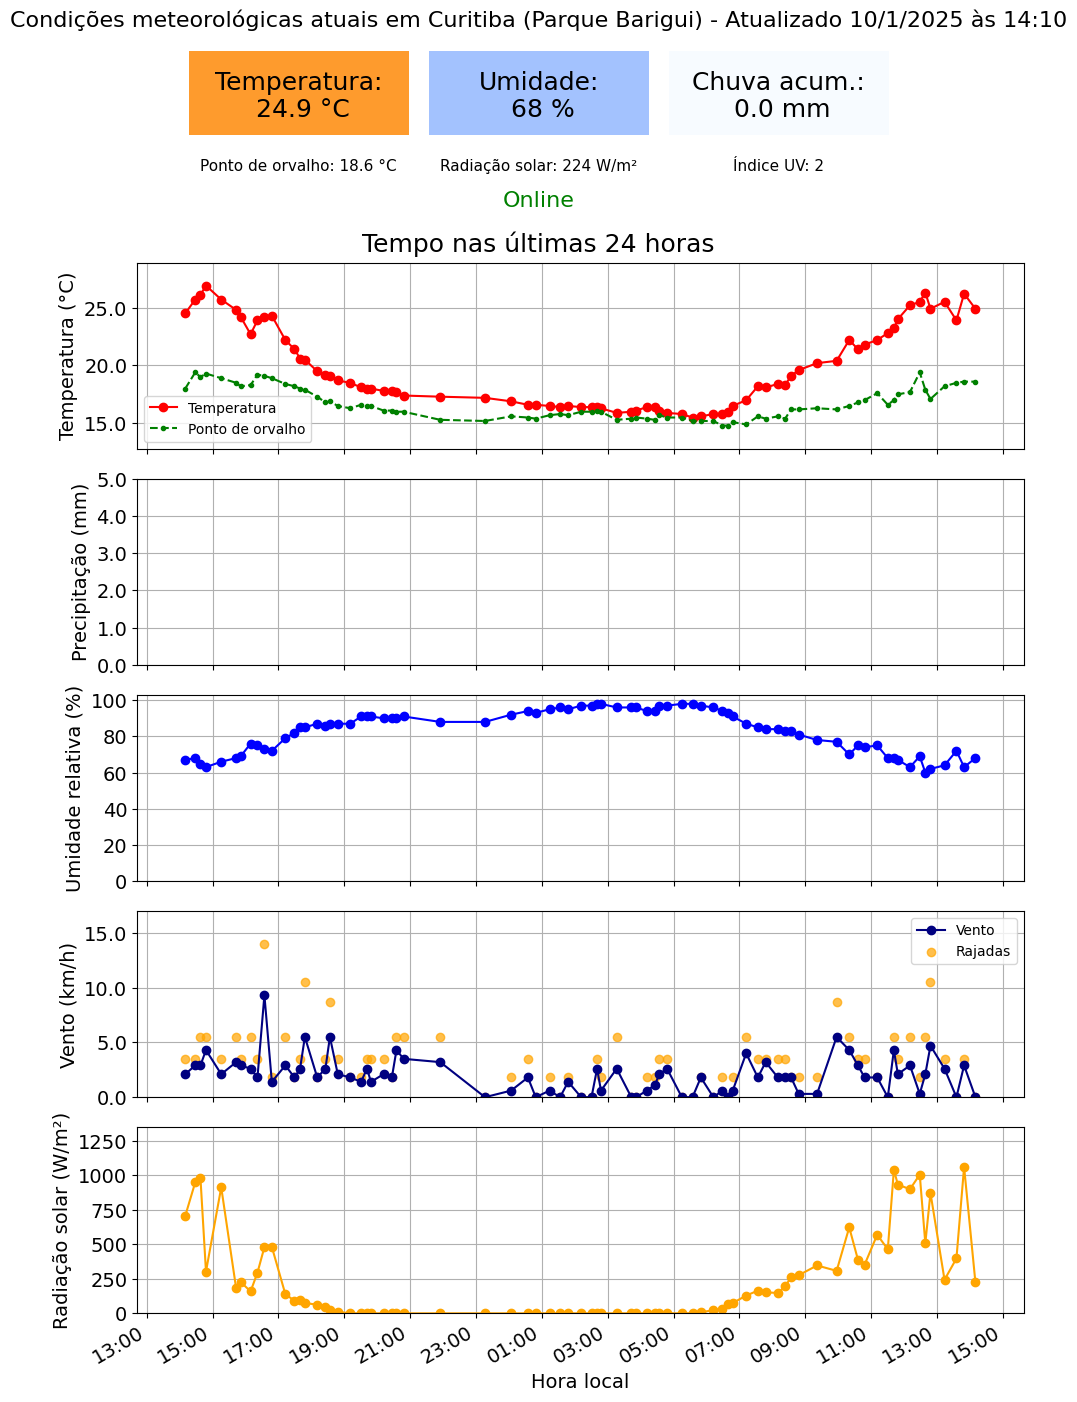 Condições meteorológicas atuais em Curitiba (Parque Barigui) - Atualizado 10/1/2025 às 14:10
Temperatura:
24.9 °C
Umidade:
68 %
Chuva acum.:
0.0 mm
Ponto de orvalho: 18.6 °C
Radiação solar: 224 W/m²
Índice UV: 2
Online
Tempo nas últimas 24 horas
Temperatura (°C)
25.0
20.0
15.0
Temperatura
Ponto de orvalho
Precipitação (mm)
5.0
4.0
3.0
2.0
1.0
0.0
Umidade relativa (%)
100
80
60
40
20
0
Vento (km/h)
15.0
10.0
5.0
0.0
Vento
Rajadas
Radiação solar (W/m²)
1250
1000
750
500
250
0
13:00
15:00
17:00
19:00
21:00
23:00
01:00
03:00
05:00
07:00
09:00
11:00
13:00
15:00
Hora local